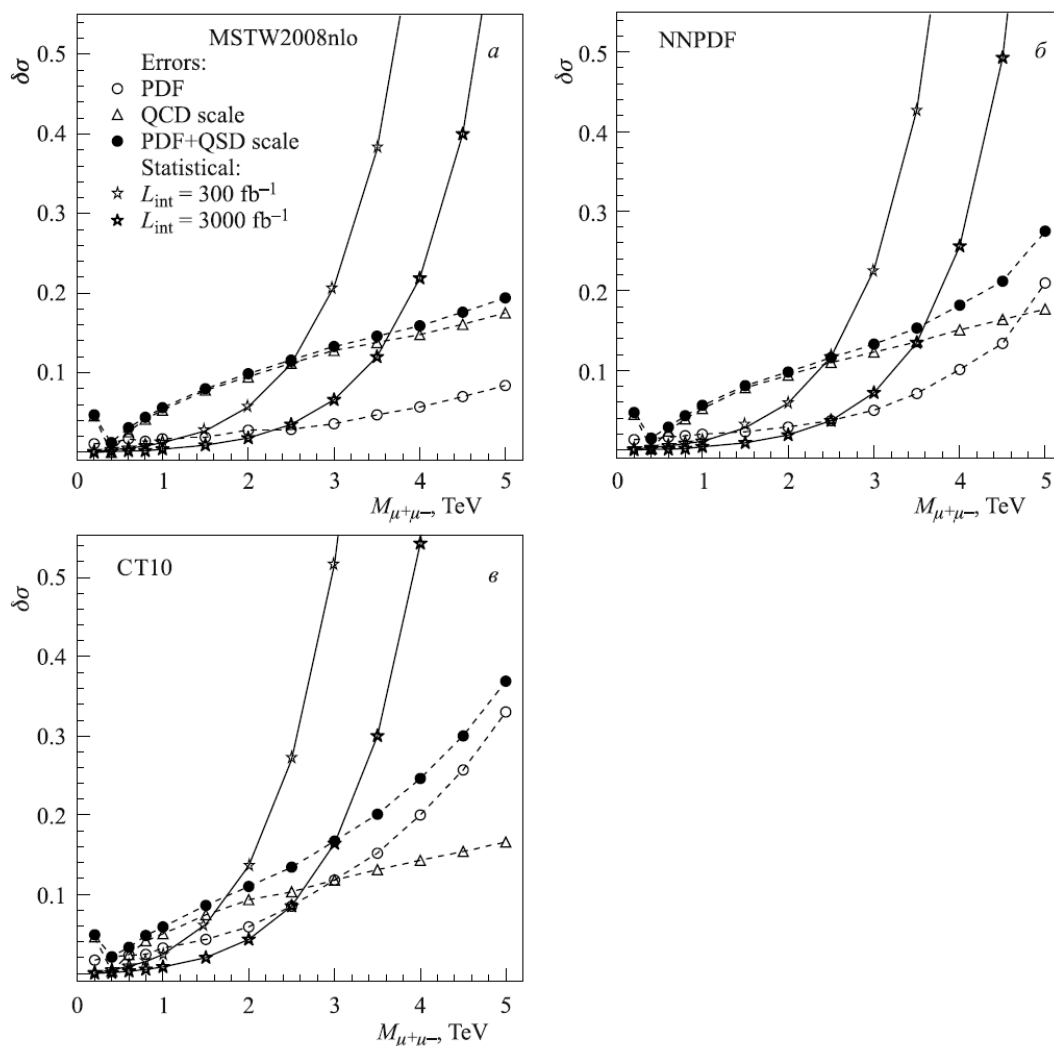 MSTW2008nlo
а
Errors:
PDF
QCD scale
PDF+QSD scale
Statistical:
L_int = 300 fb⁻¹
L_int = 3000 fb⁻¹
δσ
0.5
0.4
0.3
0.2
0.1
0 1 2 3 4 5
M_μ+μ−, TeV
NNPDF
б
δσ
0.5
0.4
0.3
0.2
0.1
0 1 2 3 4 5
M_μ+μ−, TeV
CT10
в
δσ
0.5
0.4
0.3
0.2
0.1
0 1 2 3 4 5
M_μ+μ−, TeV